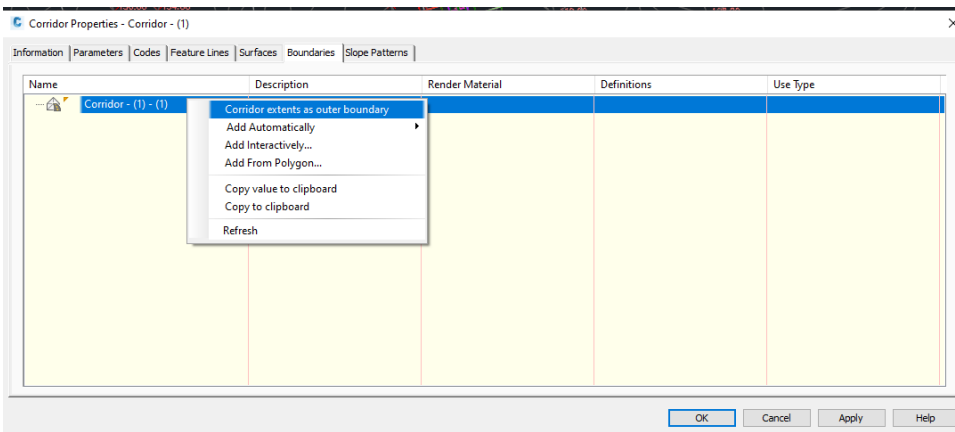 Corridor Properties - Corridor - (1)
Information Parameters Codes Feature Lines Surfaces Boundaries Slope Patterns
Name Description Render Material Definitions Use Type
Corridor - (1) - (1)
Corridor extents as outer boundary
Add Automatically
Add Interactively...
Add From Polygon...
Copy value to clipboard
Copy to clipboard
Refresh
OK Cancel Apply Help